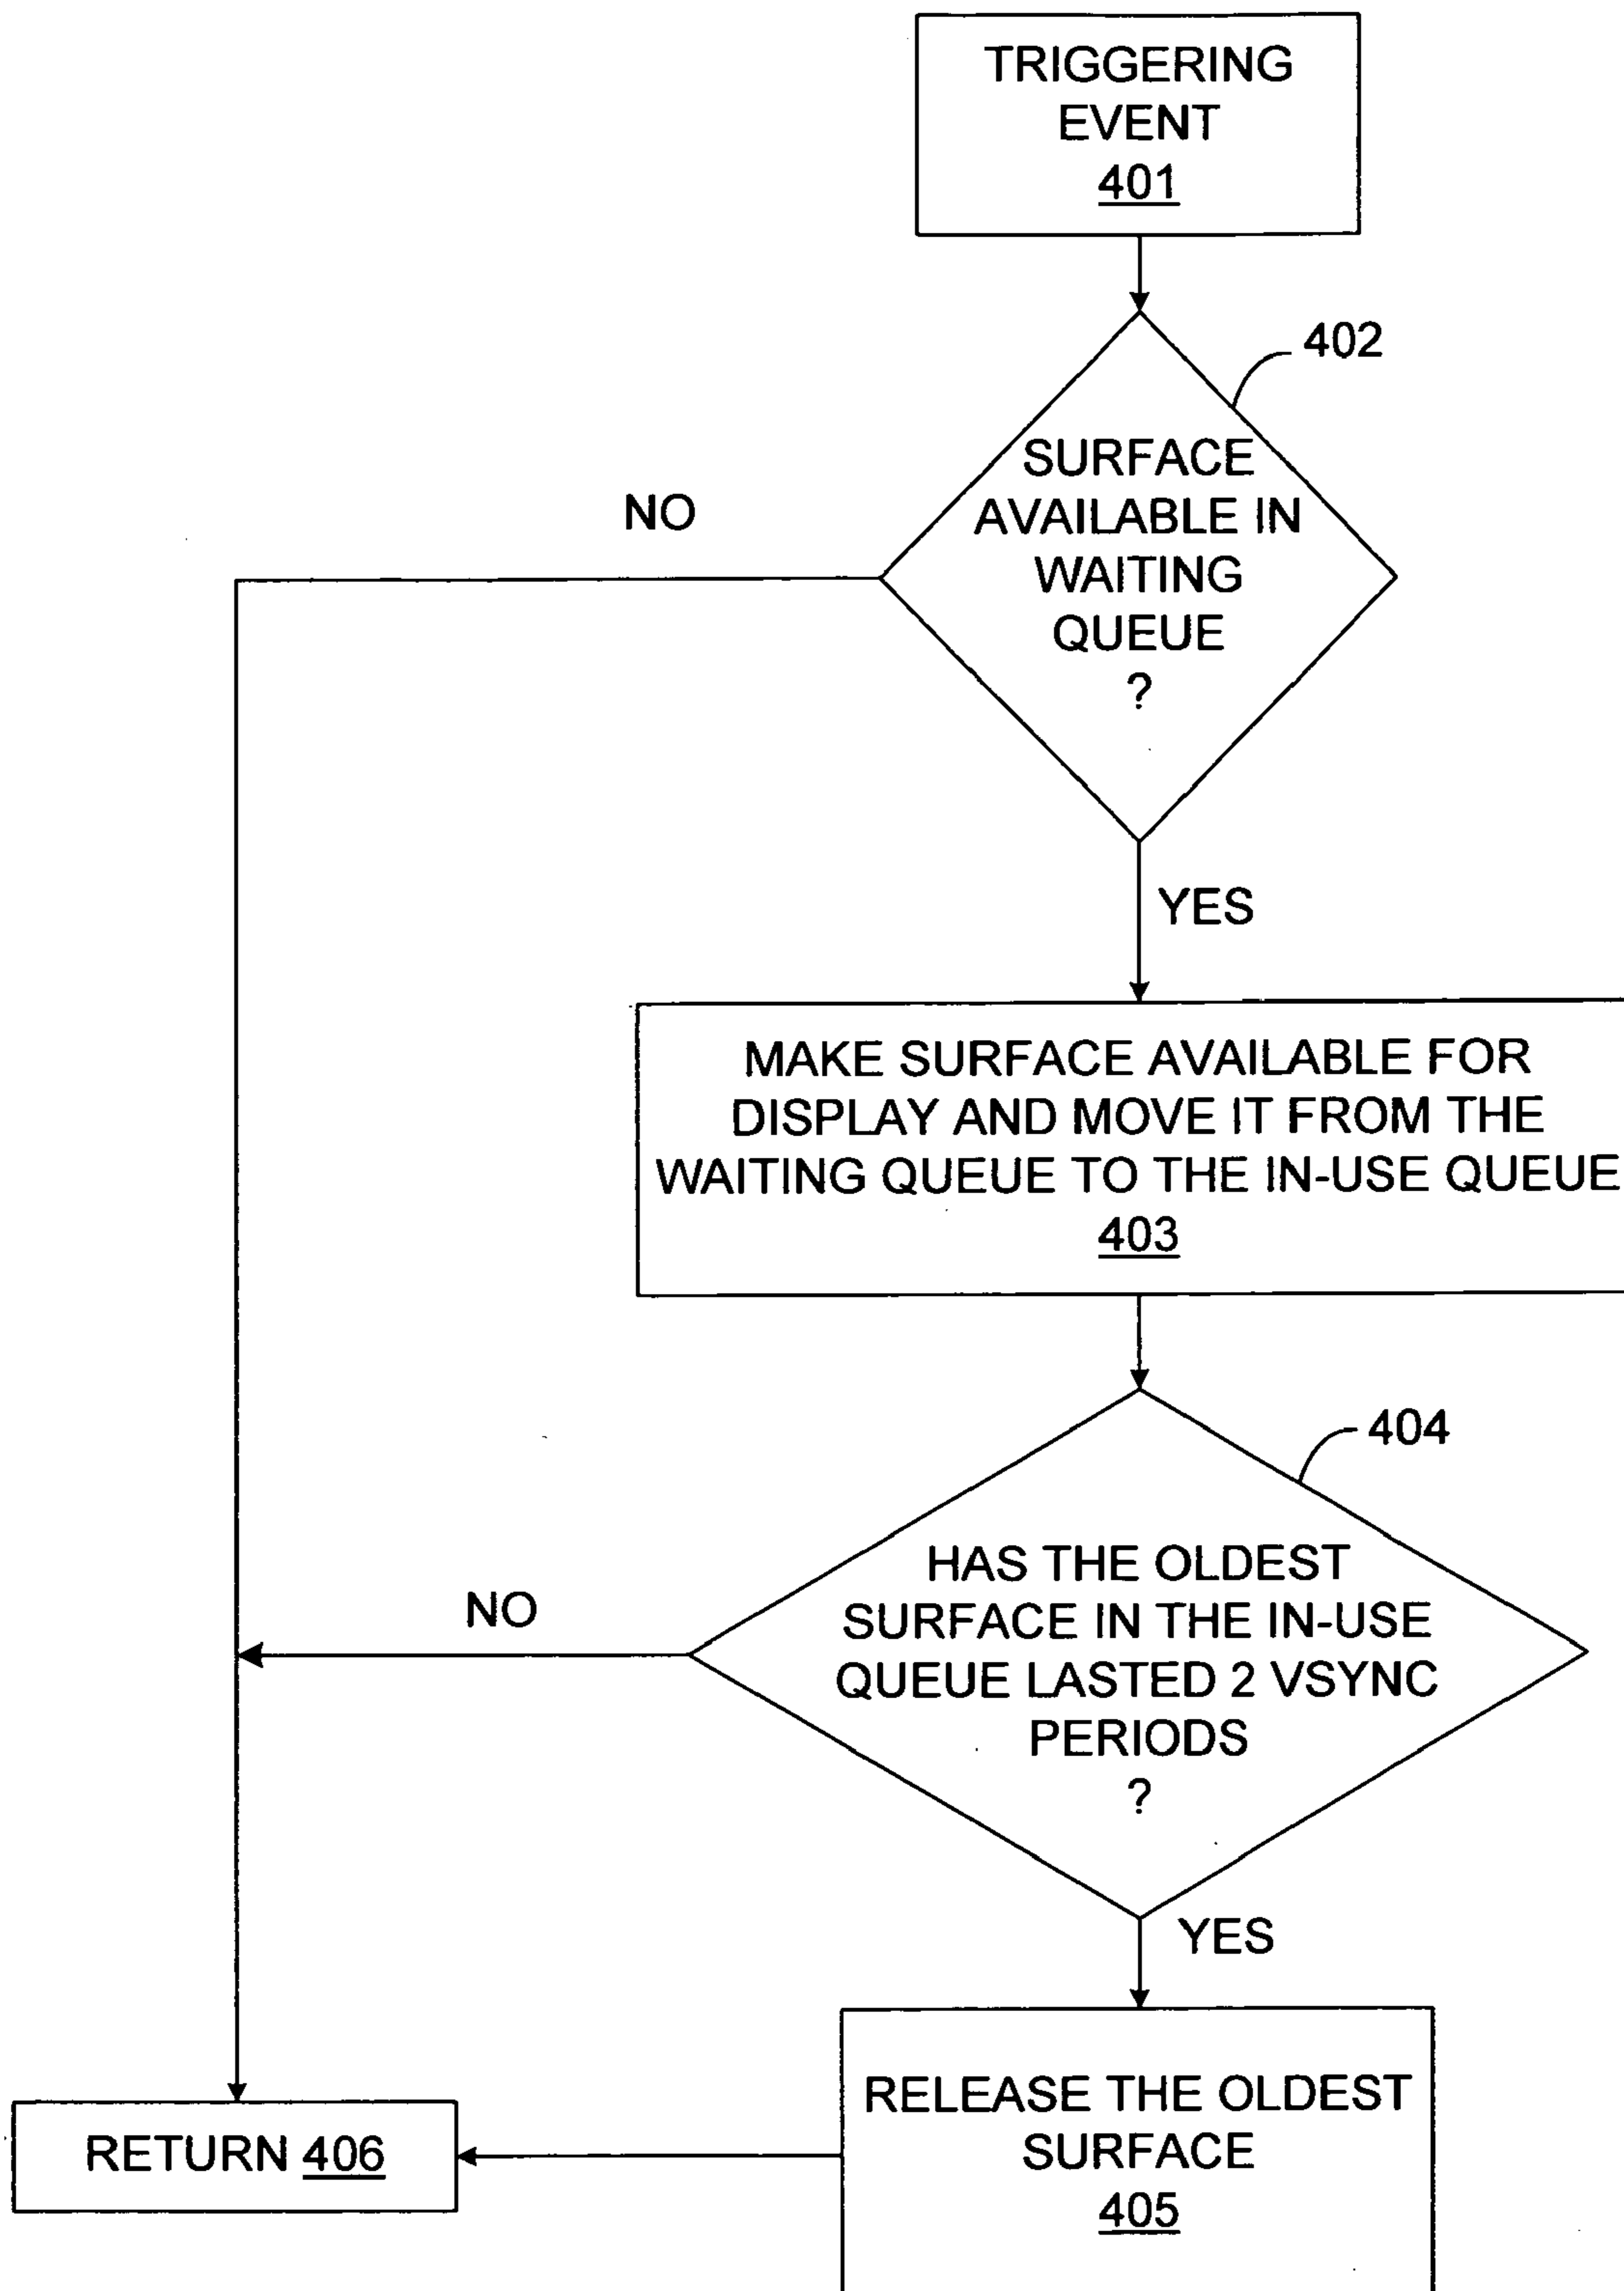 TRIGGERING
EVENT
401
402
SURFACE
AVAILABLE IN
WAITING
QUEUE
?
NO
YES
MAKE SURFACE AVAILABLE FOR
DISPLAY AND MOVE IT FROM THE
WAITING QUEUE TO THE IN-USE QUEUE
403
404
HAS THE OLDEST
SURFACE IN THE IN-USE
QUEUE LASTED 2 VSYNC
PERIODS
?
NO
YES
RELEASE THE OLDEST
SURFACE
405
RETURN 406